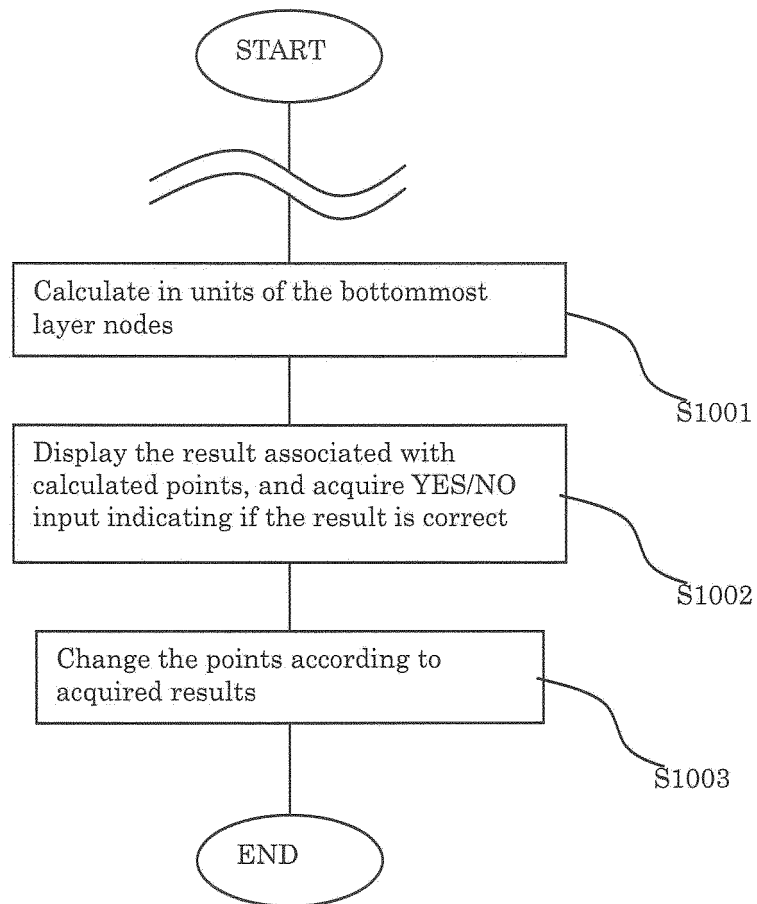 START
Calculate in units of the bottommost
layer nodes
S1001
Display the result associated with
calculated points, and acquire YES/NO
input indicating if the result is correct
S1002
Change the points according to
acquired results
S1003
END